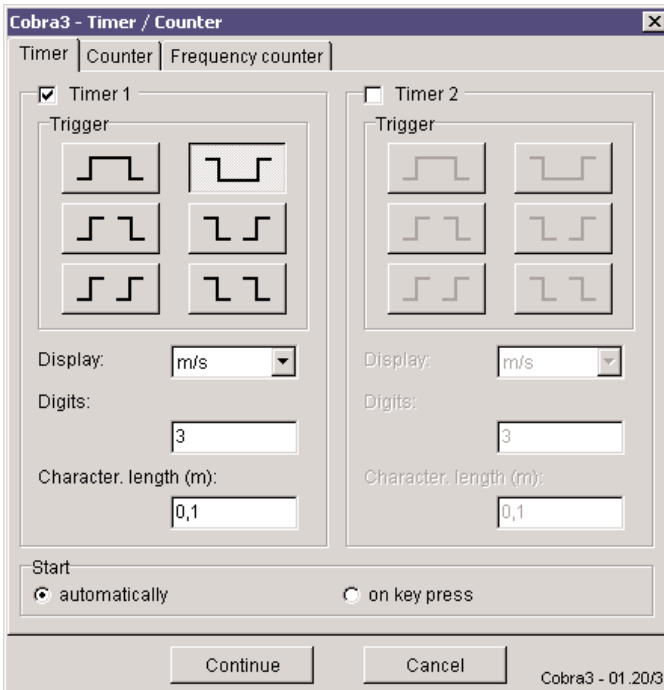 Cobra3 - Timer / Counter
Timer Counter Frequency counter
Timer 1
Trigger
Display:
m/s
Digits:
3
Character. length (m):
0,1
Timer 2
Trigger
Display:
m/s
Digits:
3
Character. length (m):
0,1
Start
automatically on key press
Continue Cancel
Cobra3 - 01.20/3